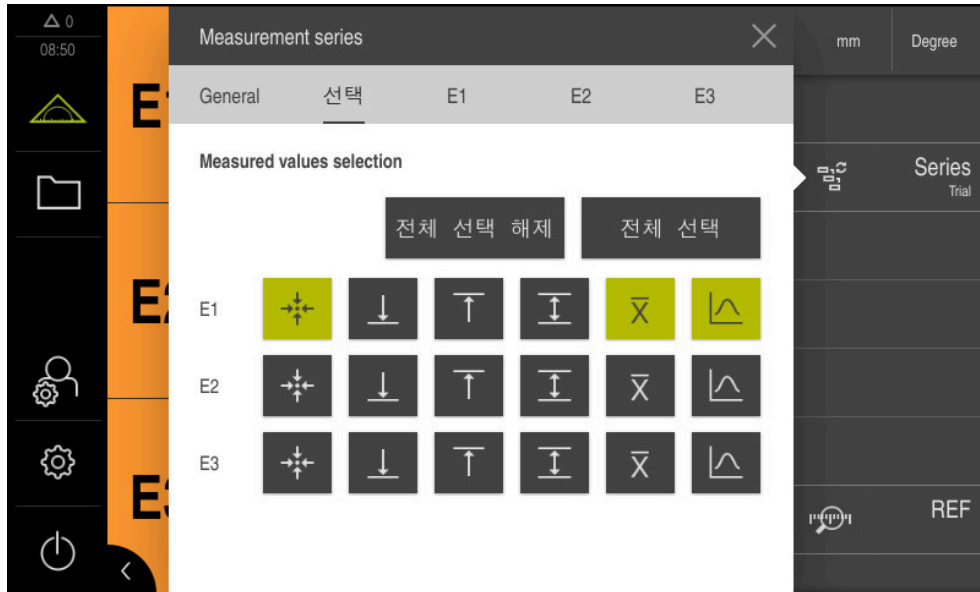 0
08:50
Measurement series
mm
Degree
General
선택
E1
E2
E3
Measured values selection
Series
Trial
전체 선택 해제
전체 선택
E1
x̅
E2
x̅
E3
x̅
REF